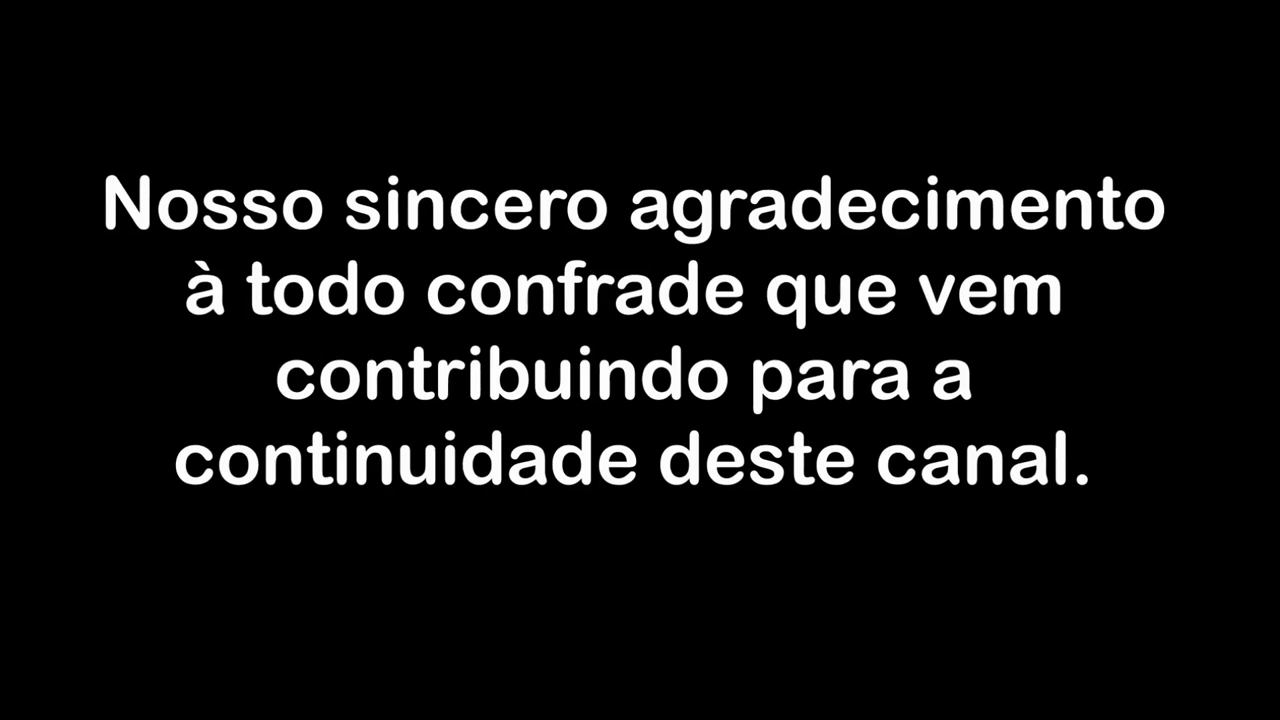 Nosso sincero agradecimento
à todo confrade que vem
contribuindo para a
continuidade deste canal.